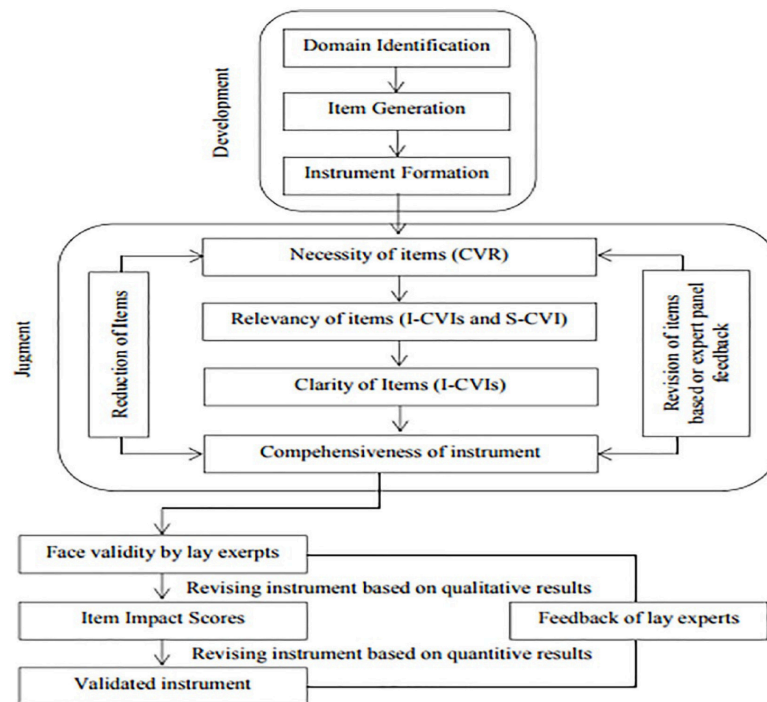 Domain Identification
Item Generation
Instrument Formation
Development
Necessity of items (CVR)
Relevancy of items (I-CVIs and S-CVI)
Clarity of Items (I-CVIs)
Compehensiveness of instrument
Jugment
Reduction of Items
Revision of items
based or expert panel
feedback
Face validity by lay exerpts
Revising instrument based on qualitative results
Item Impact Scores
Feedback of lay experts
Revising instrument based on quantitive results
Validated instrument